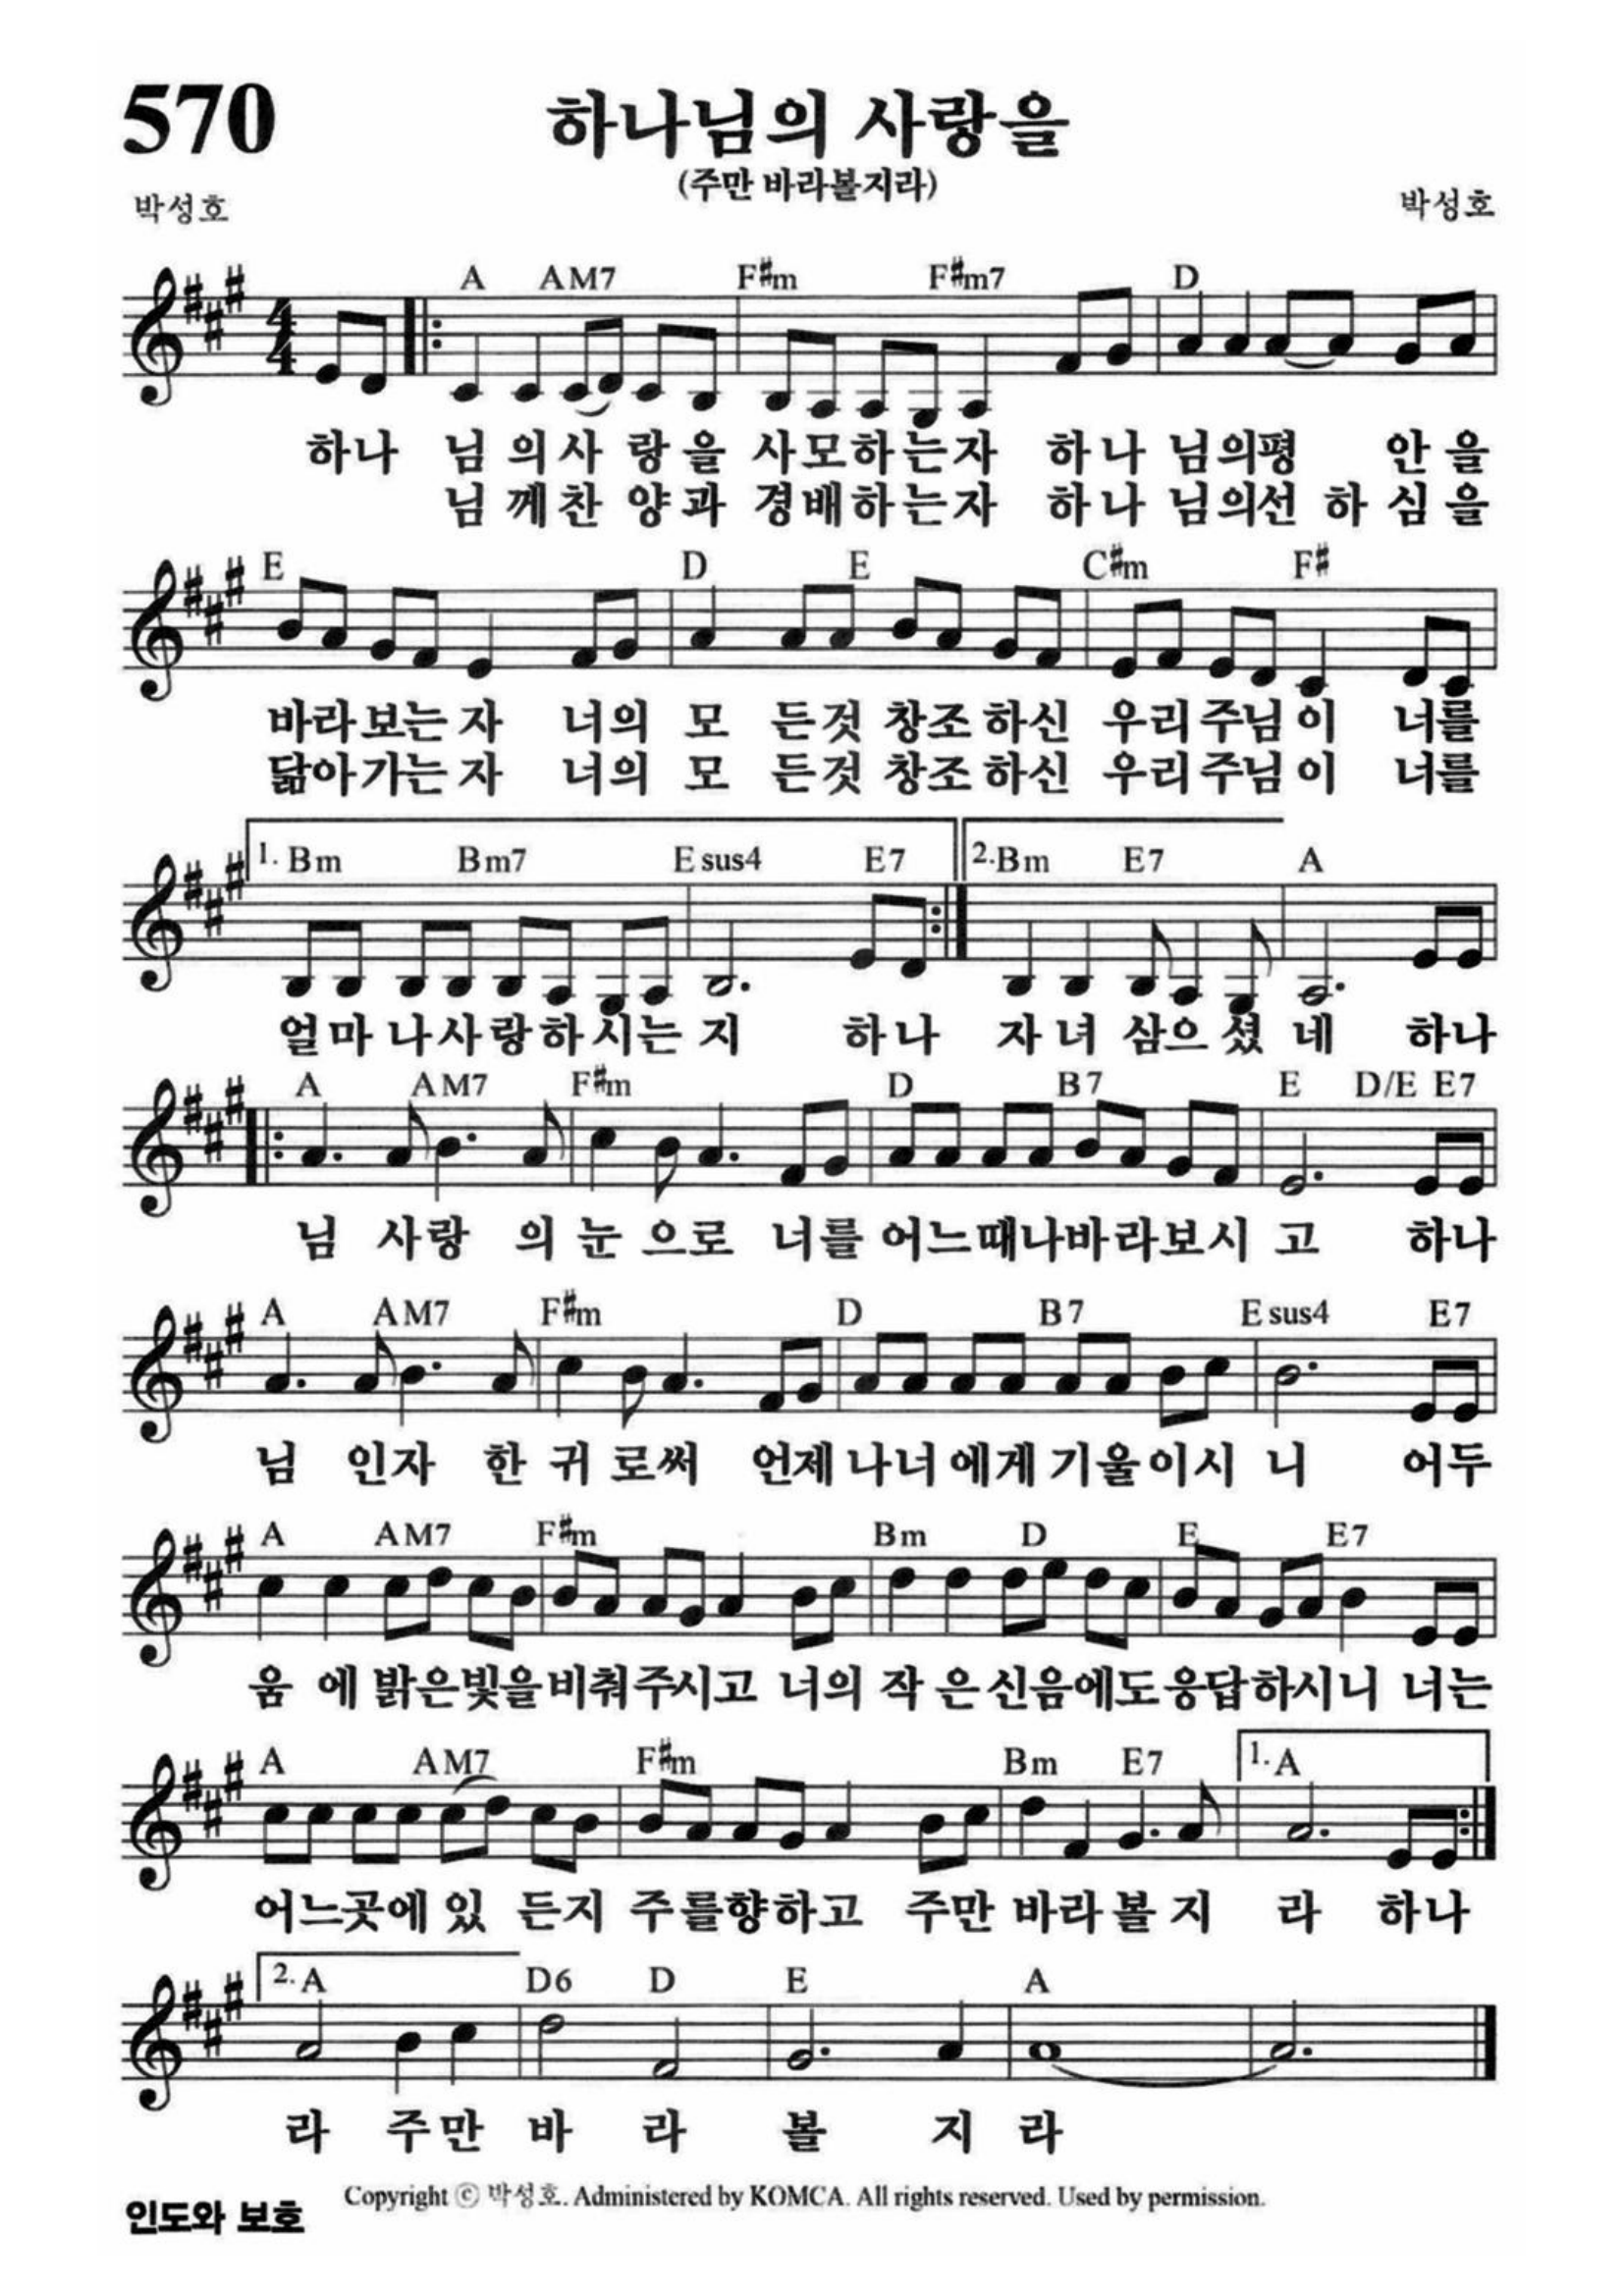 570
하나님의 사랑을
(주만 바라볼지라)
박성호 박성호
4/4
A AM7 F#m F#m7 D
하나 님 의사 랑을 사모하는자 하나 님의평 안을
님께찬 양과 경배하는자 하나 님의선 하심을
E D E C#m F#
바라보는자 너의 모 든것 창조하신 우리주님이 너를
닮아가는자 너의 모 든것 창조하신 우리주님이 너를
1. Bm Bm7 Esus4 E7 2. Bm E7 A
얼마나사랑하시는지 하나 자녀 삼으셨네 하나
A AM7 F#m D B7 E D/E E7
님 사랑 의눈으로 너를 어느때나바라보시고 하나
A AM7 F#m D B7 Esus4 E7
님 인자 한귀로써 언제나너에게기울이시니 어두
A AM7 F#m Bm D E E7
움에밝은빛을비춰주시고 너의작은신음에도응답하시니 너는
A AM7 F#m Bm E7 1. A
어느곳에있 든지 주를향하고 주만 바라볼지 라 하나
2. A D6 D E A
라 주만 바 라 볼 지 라
Copyright ⓒ 박성호. Administered by KOMCA. All rights reserved. Used by permission.
인도와 보호